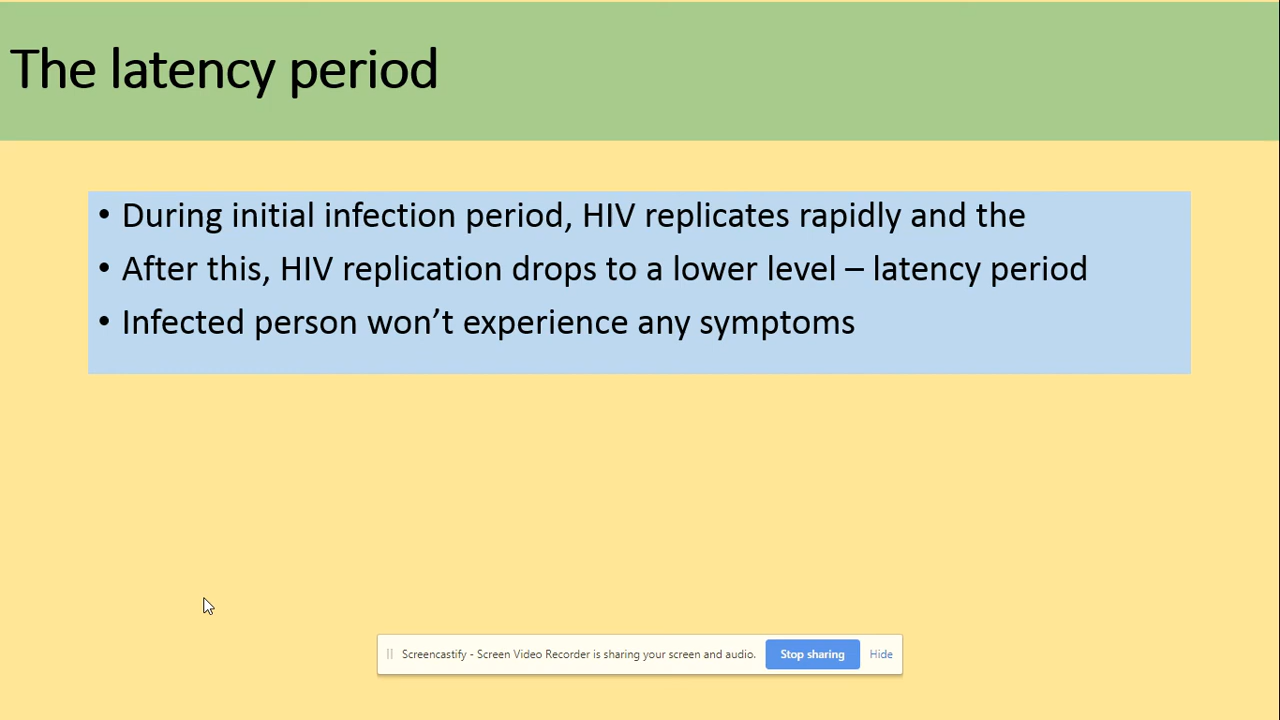 The latency period
• During initial infection period, HIV replicates rapidly and the
• After this, HIV replication drops to a lower level – latency period
• Infected person won’t experience any symptoms
Screencastify - Screen Video Recorder is sharing your screen and audio. Stop sharing Hide